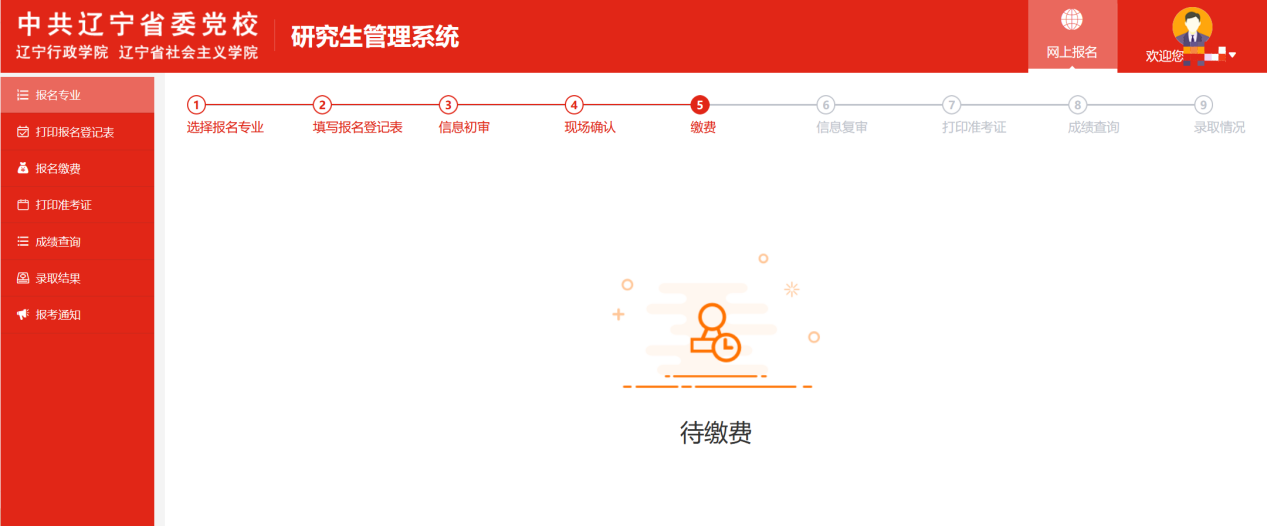 中共辽宁省委党校
辽宁行政学院 辽宁省社会主义学院
研究生管理系统
网上报名
欢迎您
报名专业
打印报名登记表
报名缴费
打印准考证
成绩查询
录取结果
报考通知
1 2 3 4 5 6 7 8 9
选择报名专业 填写报名登记表 信息初审 现场确认 缴费 信息复审 打印准考证 成绩查询 录取情况
待缴费